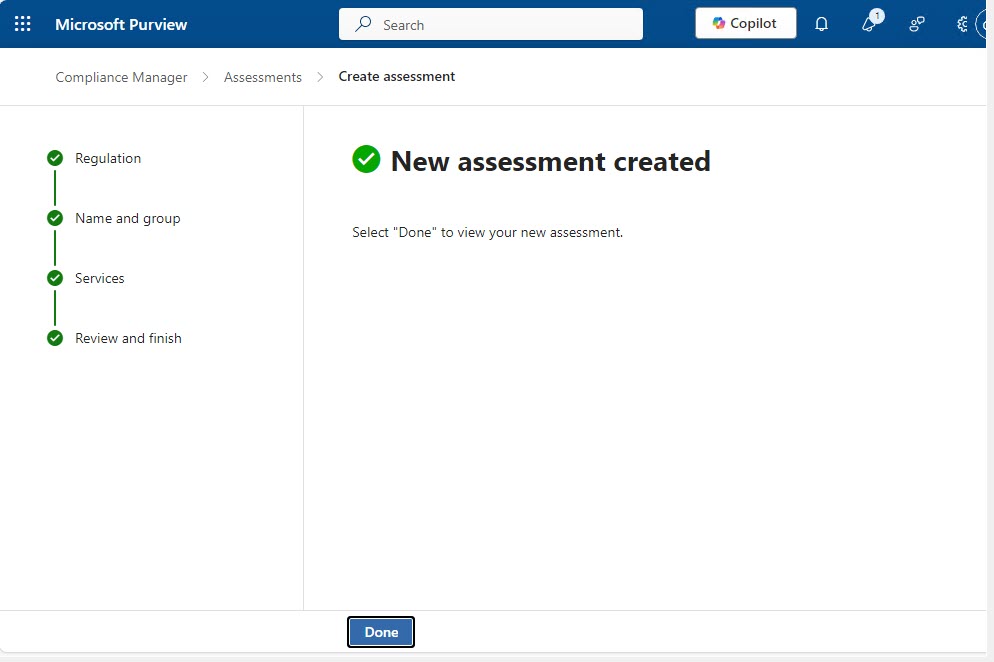 Microsoft Purview
Search
Copilot
1
Compliance Manager
Assessments
Create assessment
Regulation
Name and group
Services
Review and finish
New assessment created
Select "Done" to view your new assessment.
Done